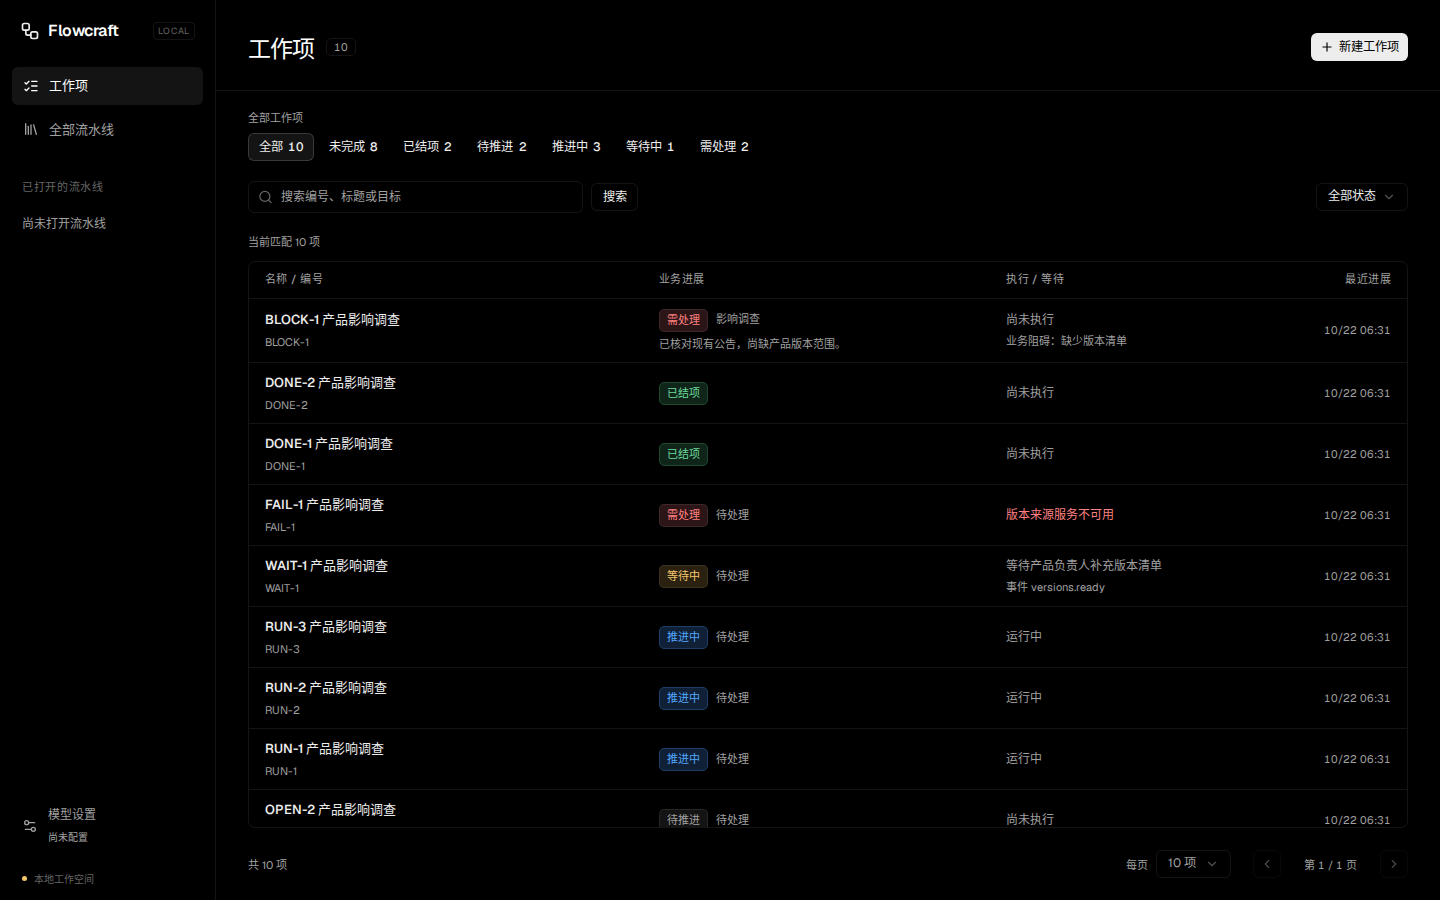 Flowcraft
LOCAL
工作项
全部流水线
已打开的流水线
尚未打开流水线
模型设置
尚未配置
本地工作空间
工作项 10
新建工作项
全部工作项
全部 10 未完成 8 已结项 2 待推进 2 推进中 3 等待中 1 需处理 2
搜索编号、标题或目标 搜索 全部状态
当前匹配 10 项
名称 / 编号 业务进展 执行 / 等待 最近进展
BLOCK-1 产品影响调查 需处理 影响调查 尚未执行 10/22 06:31
BLOCK-1 已核对现有公告，尚缺产品版本范围。 业务阻碍：缺少版本清单
DONE-2 产品影响调查 已结项 尚未执行 10/22 06:31
DONE-2
DONE-1 产品影响调查 已结项 尚未执行 10/22 06:31
DONE-1
FAIL-1 产品影响调查 需处理 待处理 版本来源服务不可用 10/22 06:31
FAIL-1
WAIT-1 产品影响调查 等待中 待处理 等待产品负责人补充版本清单 10/22 06:31
WAIT-1 事件 versions.ready
RUN-3 产品影响调查 推进中 待处理 运行中 10/22 06:31
RUN-3
RUN-2 产品影响调查 推进中 待处理 运行中 10/22 06:31
RUN-2
RUN-1 产品影响调查 推进中 待处理 运行中 10/22 06:31
RUN-1
OPEN-2 产品影响调查 待推进 待处理 尚未执行 10/22 06:31
共 10 项 每页 10 项 第 1 / 1 页